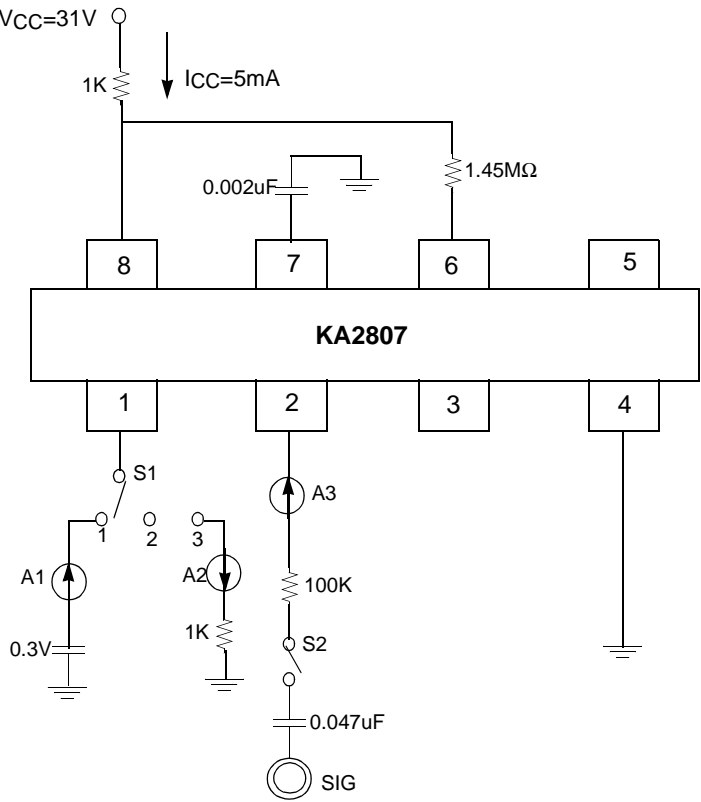 VCC=31V
ICC=5mA
1K
1.45MΩ
0.002uF
8
7
6
5
KA2807
1
2
3
4
S1
A3
1
2
3
A1
A2
100K
1K
0.3V
S2
0.047uF
SIG